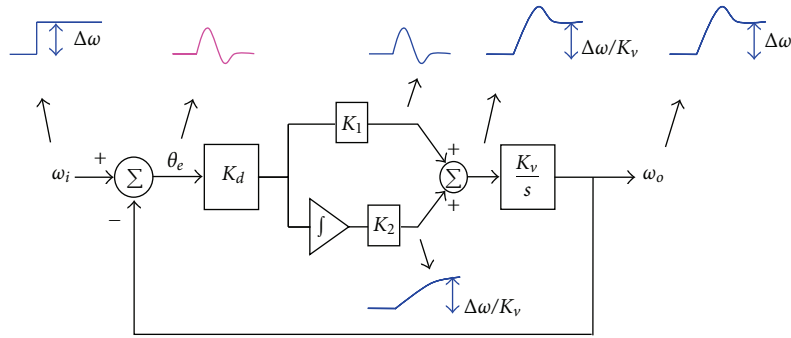 Δω
Δω/K_v
Δω
K_1
+
ω_i
+
Σ
θ_e
K_d
Σ
K_v
s
ω_o
−
∫
K_2
+
Δω/K_v